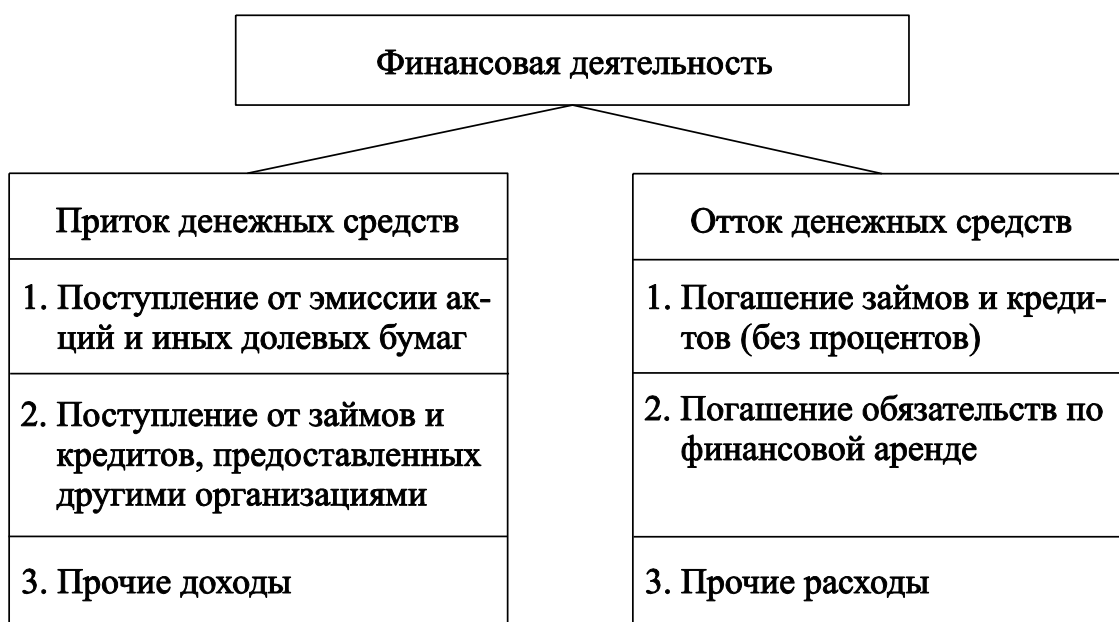 Финансовая деятельность
Приток денежных средств
1. Поступление от эмиссии ак-
ций и иных долевых бумаг
2. Поступление от займов и
кредитов, предоставленных
другими организациями
3. Прочие доходы
Отток денежных средств
1. Погашение займов и креди-
тов (без процентов)
2. Погашение обязательств по
финансовой аренде
3. Прочие расходы